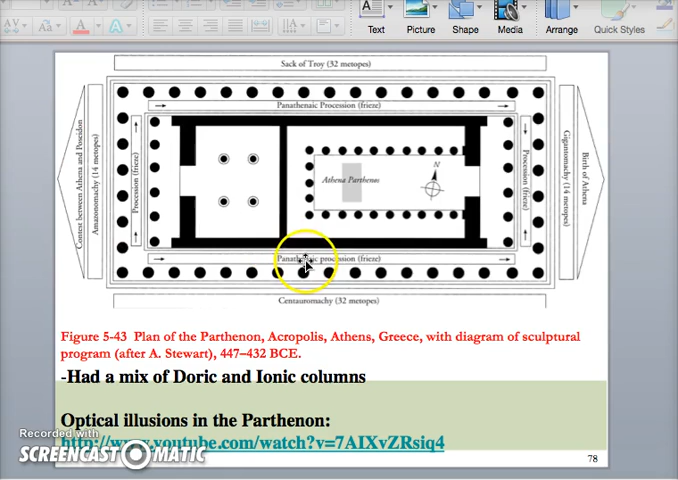 Text
Picture
Shape
Media
Arrange
Quick Styles
Aa
Sack of Troy (32 metopes)
Panathenaic Procession (frieze)
Contest between Athena and Poseidon
Amazonomachy (14 metopes)
Procession (frieze)
Athena Parthenos
N
Procession (frieze)
Gigantomachy (14 metopes)
Birth of Athena
Panathenaic procession (frieze)
Centauromachy (32 metopes)
Figure 5-43 Plan of the Parthenon, Acropolis, Athens, Greece, with diagram of sculptural
program (after A. Stewart), 447–432 BCE.
-Had a mix of Doric and Ionic columns
Optical illusions in the Parthenon:
http://www.youtube.com/watch?v=7AIXvZRsiq4
78
Recorded with
SCREENCAST-O-MATIC